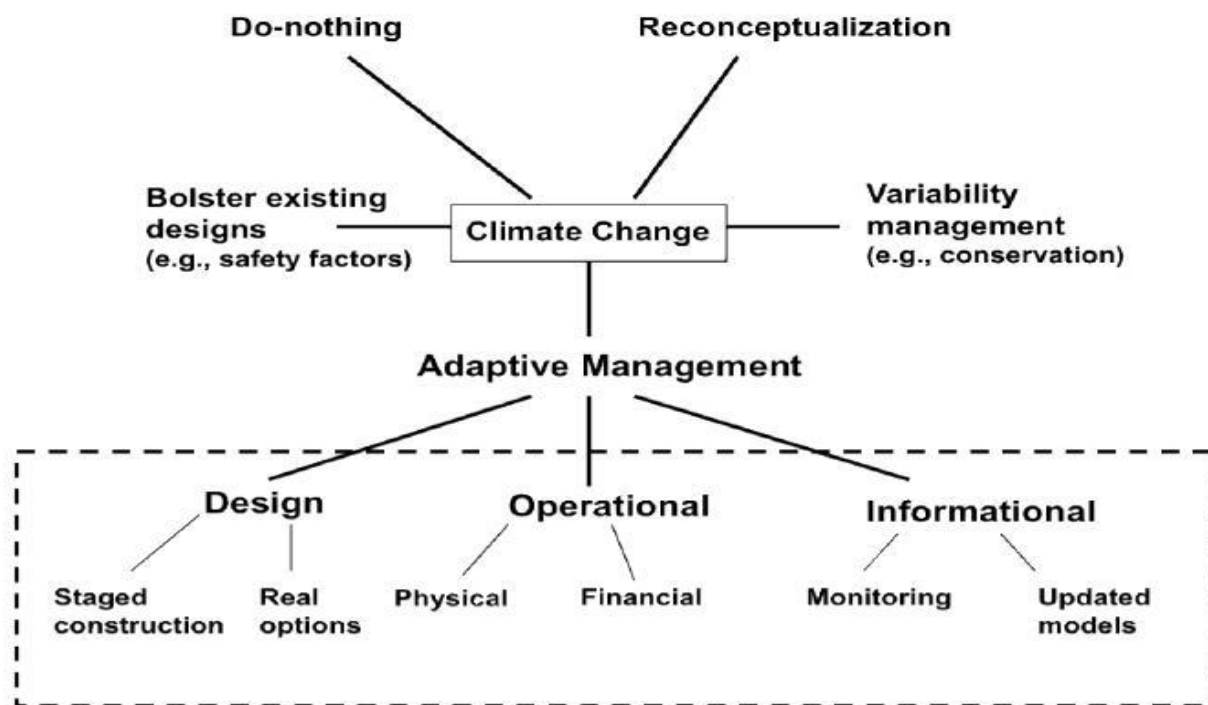 Do-nothing
Reconceptualization
Bolster existing
designs
(e.g., safety factors)
Climate Change
Variability
management
(e.g., conservation)
Adaptive Management
Design
Operational
Informational
Staged
construction
Real
options
Physical
Financial
Monitoring
Updated
models